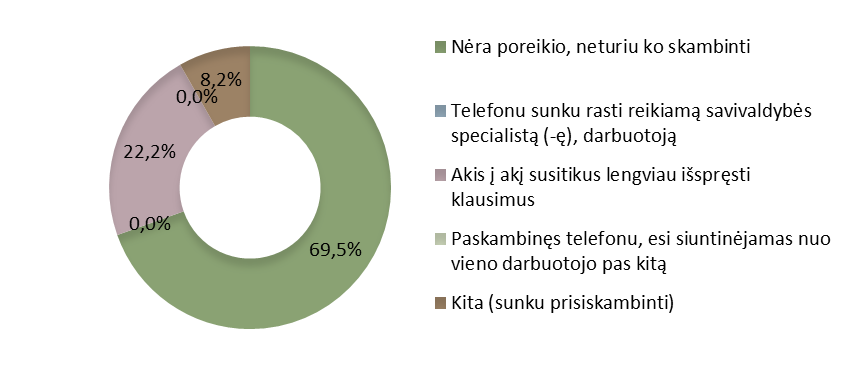 8,2%
0,0%
22,2%
0,0%
69,5%
Nėra poreikio, neturiu ko skambinti
Telefonu sunku rasti reikiamą savivaldybės
specialistą (-ę), darbuotoją
Akis į akį susitikus lengviau išspręsti
klausimus
Paskambinęs telefonu, esi siuntinėjamas nuo
vieno darbuotojo pas kitą
Kita (sunku prisiskambinti)